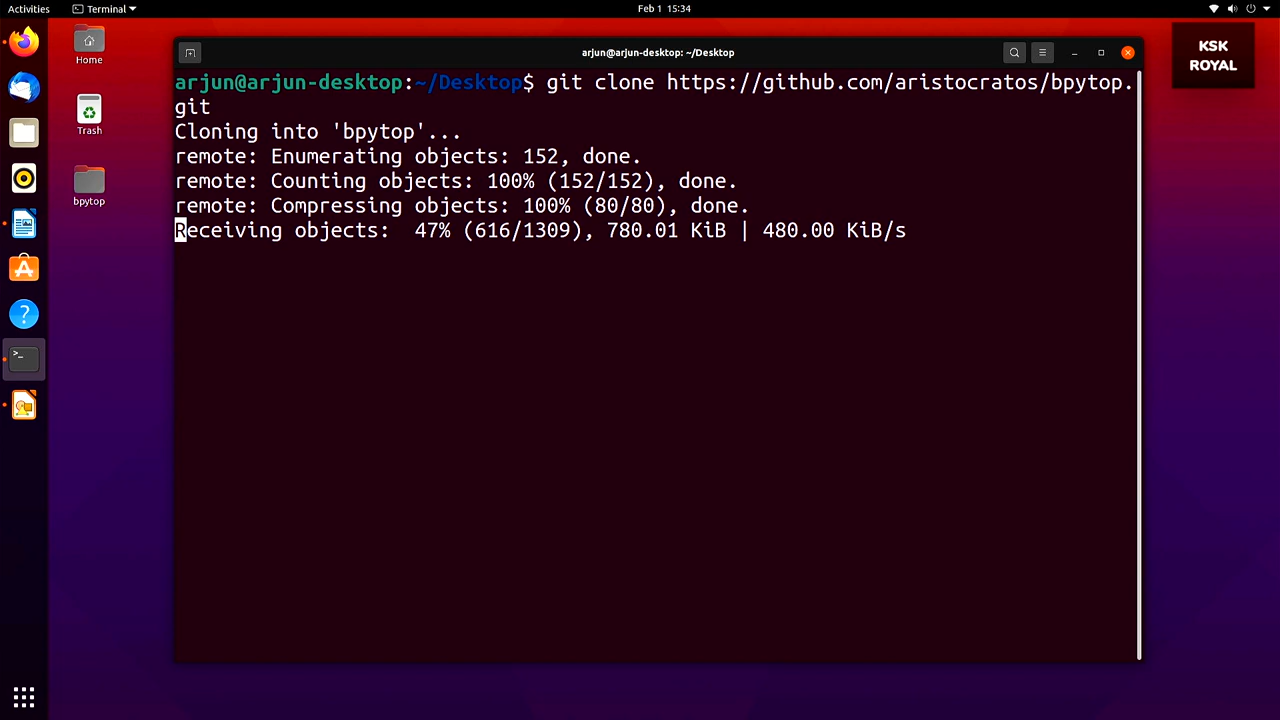 Activities
Terminal
Feb 1 15:34
KSK
ROYAL
Home
Trash
bpytop
arjun@arjun-desktop: ~/Desktop
arjun@arjun-desktop:~/Desktop$ git clone https://github.com/aristocratos/bpytop.
git
Cloning into 'bpytop'...
remote: Enumerating objects: 152, done.
remote: Counting objects: 100% (152/152), done.
remote: Compressing objects: 100% (80/80), done.
Receiving objects:  47% (616/1309), 780.01 KiB | 480.00 KiB/s